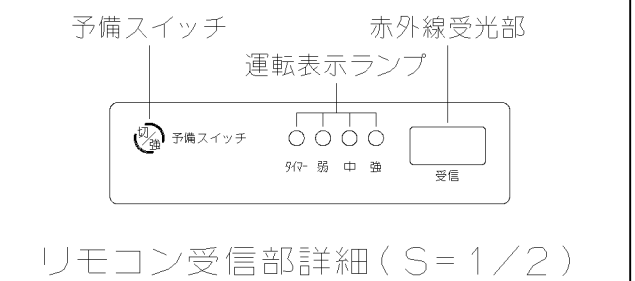 予備スイッチ 赤外線受光部
運転表示ランプ
切/強 予備スイッチ
ﾀｲﾏｰ 弱 中 強
受信
リモコン受信部詳細(S=1/2)